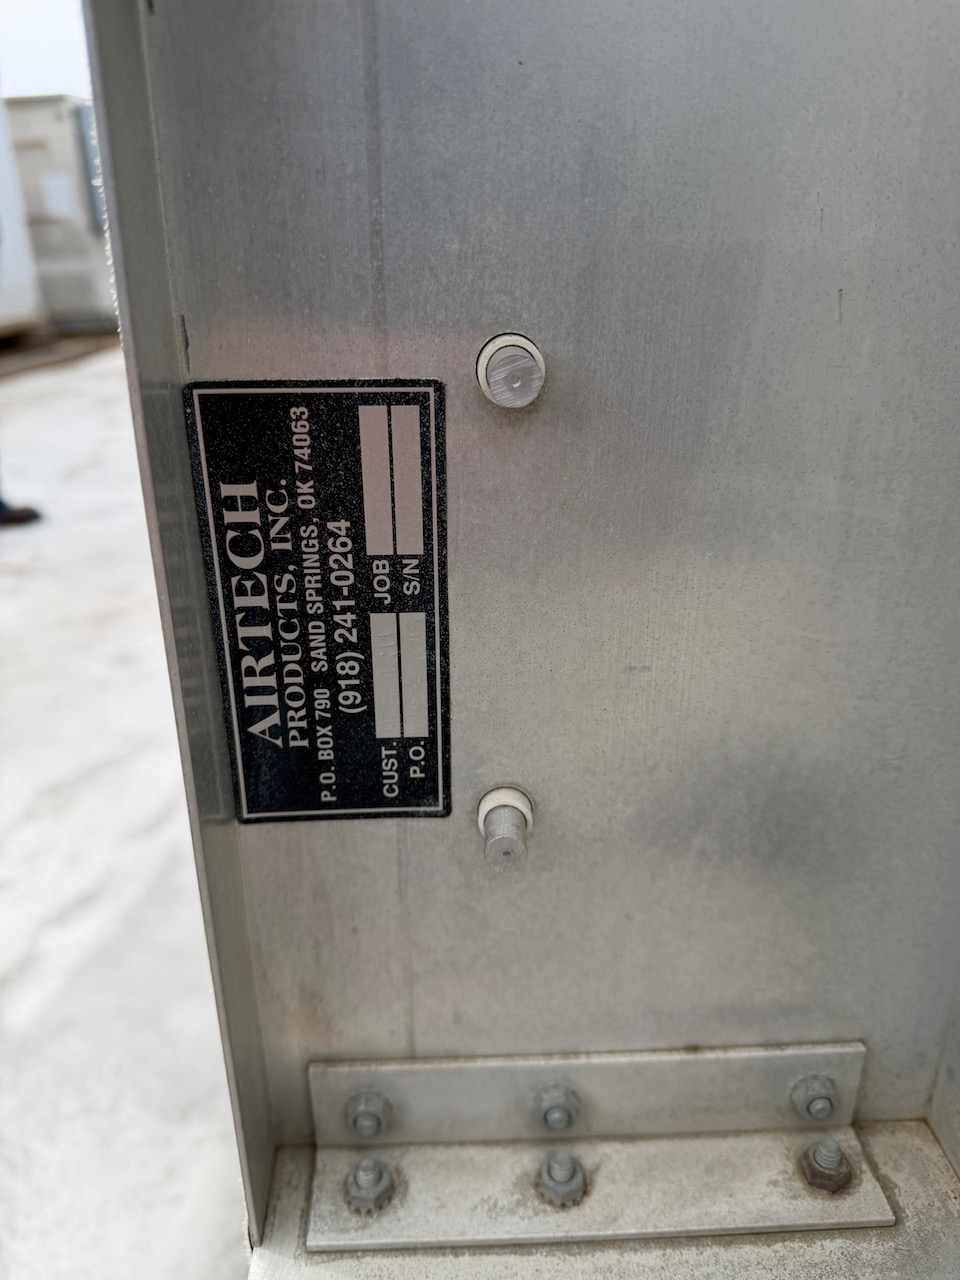 AIRTECH
PRODUCTS, INC.
P.O. BOX 790 SAND SPRINGS, OK 74063
(918) 241-0264
CUST. JOB
P.O. S/N